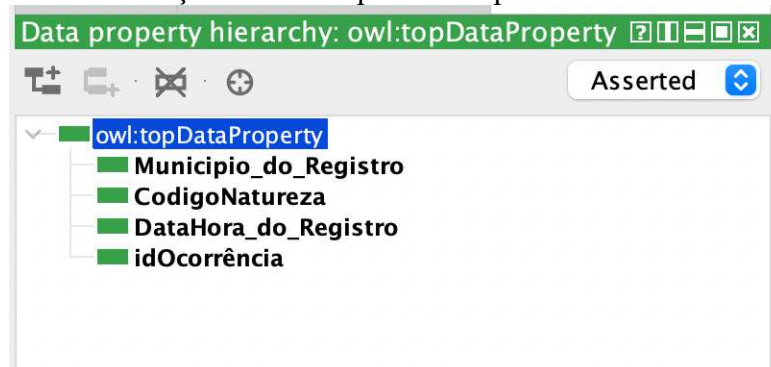 Data property hierarchy: owl:topDataProperty
Asserted
owl:topDataProperty
Municipio_do_Registro
CodigoNatureza
DataHora_do_Registro
idOcorrência